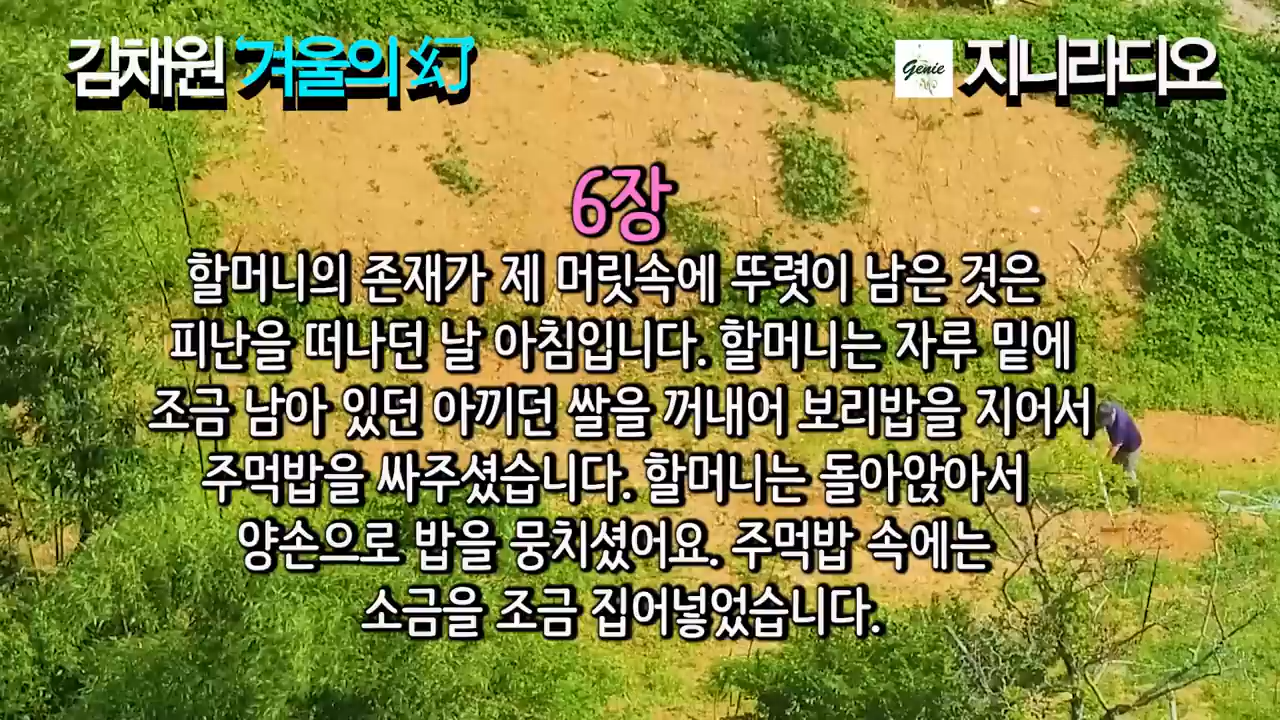 김채원 겨울의 幻
Genie 지니라디오
6장
할머니의 존재가 제 머릿속에 뚜렷이 남은 것은
피난을 떠나던 날 아침입니다. 할머니는 자루 밑에
조금 남아 있던 아끼던 쌀을 꺼내어 보리밥을 지어서
주먹밥을 싸주셨습니다. 할머니는 돌아앉아서
양손으로 밥을 뭉치셨어요. 주먹밥 속에는
소금을 조금 집어넣었습니다.